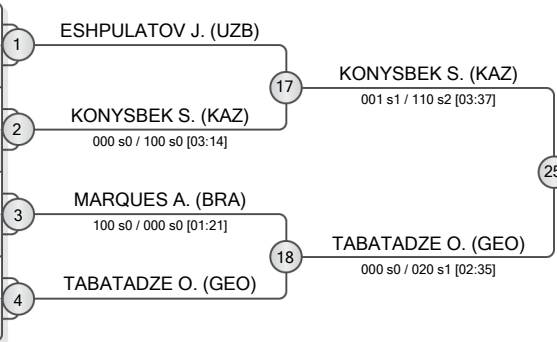 1
ESHPULATOV J. (UZB)
17
KONYSBEK S. (KAZ)
001 s1 / 110 s2 [03:37]
2
KONYSBEK S. (KAZ)
000 s0 / 100 s0 [03:14]
25
3
MARQUES A. (BRA)
100 s0 / 000 s0 [01:21]
18
TABATADZE O. (GEO)
000 s0 / 020 s1 [02:35]
4
TABATADZE O. (GEO)